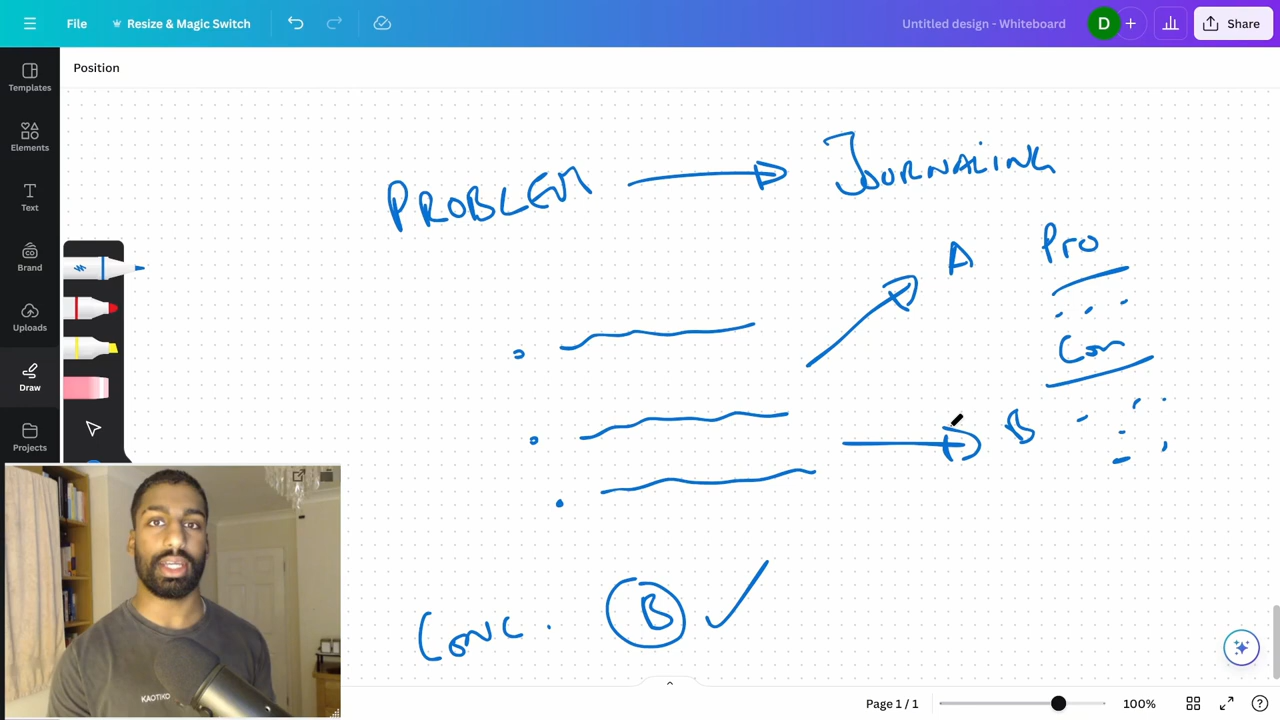 File
Resize & Magic Switch
Untitled design - Whiteboard
D
+
Share
Templates
Elements
Text
Brand
Uploads
Draw
Projects
Position
PROBLEM
JOURNALING
A
Pro
Con
B
Conc.
B
KAOTIKO
Page 1 / 1
100%